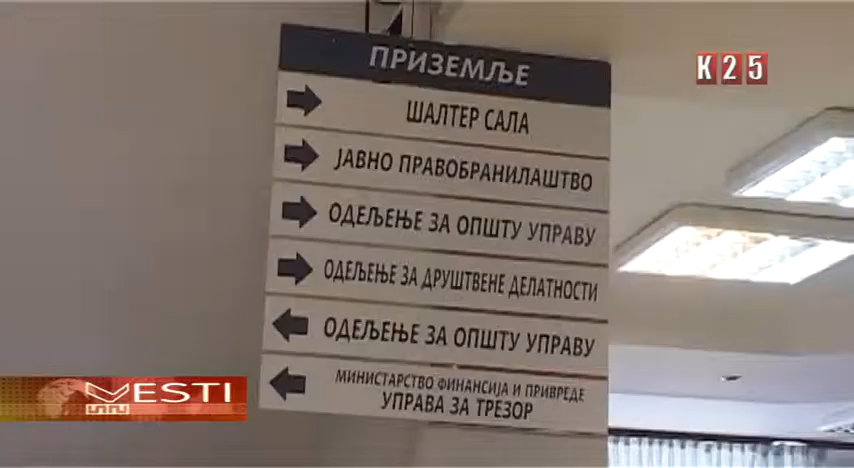 ПРИЗЕМЉЕ
K25
ШАЛТЕР САЛА
ЈАВНО ПРАВОБРАНИЛАШТВО
ОДЕЉЕЊЕ ЗА ОПШТУ УПРАВУ
ОДЕЉЕЊЕ ЗА ДРУШТВЕНЕ ДЕЛАТНОСТИ
ОДЕЉЕЊЕ ЗА ОПШТУ УПРАВУ
МИНИСТАРСТВО ФИНАНСИЈА И ПРИВРЕДЕ
УПРАВА ЗА ТРЕЗОР
VESTI